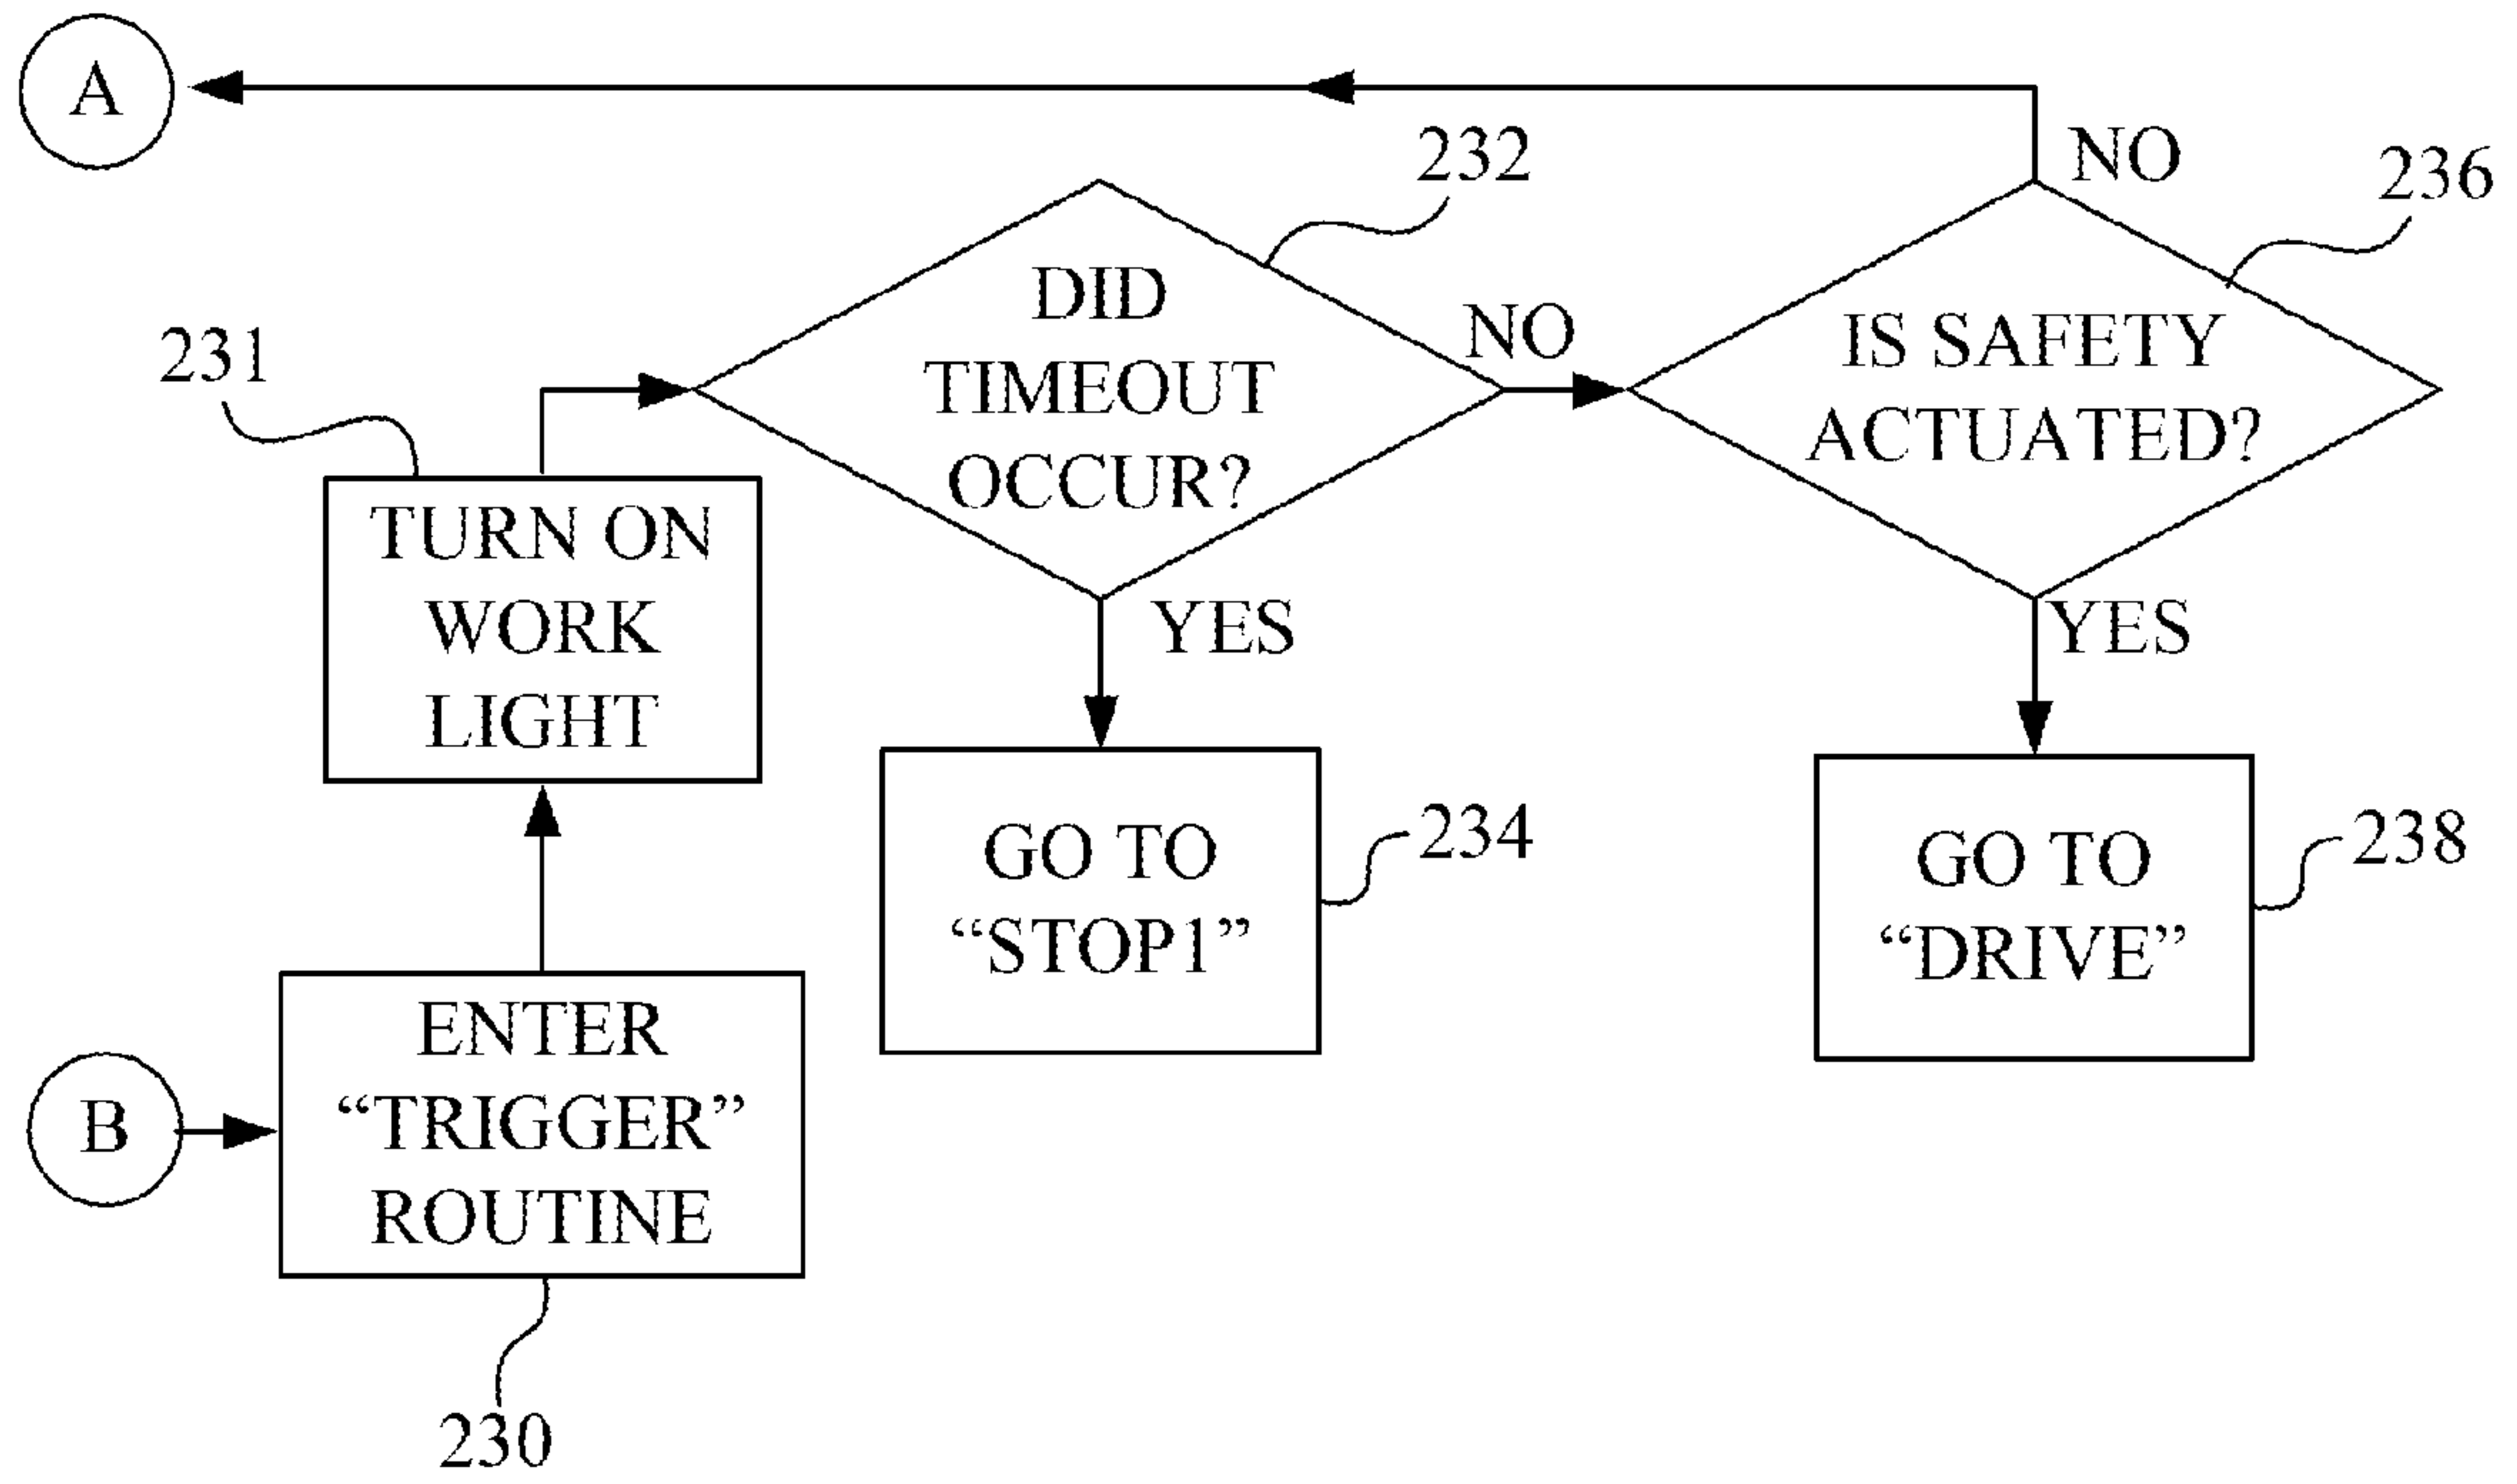 A
232
NO
236
DID
TIMEOUT
OCCUR?
NO
IS SAFETY
ACTUATED?
231
TURN ON
WORK
LIGHT
YES
YES
GO TO
“STOP1”
234
GO TO
“DRIVE”
238
B
ENTER
“TRIGGER”
ROUTINE
230